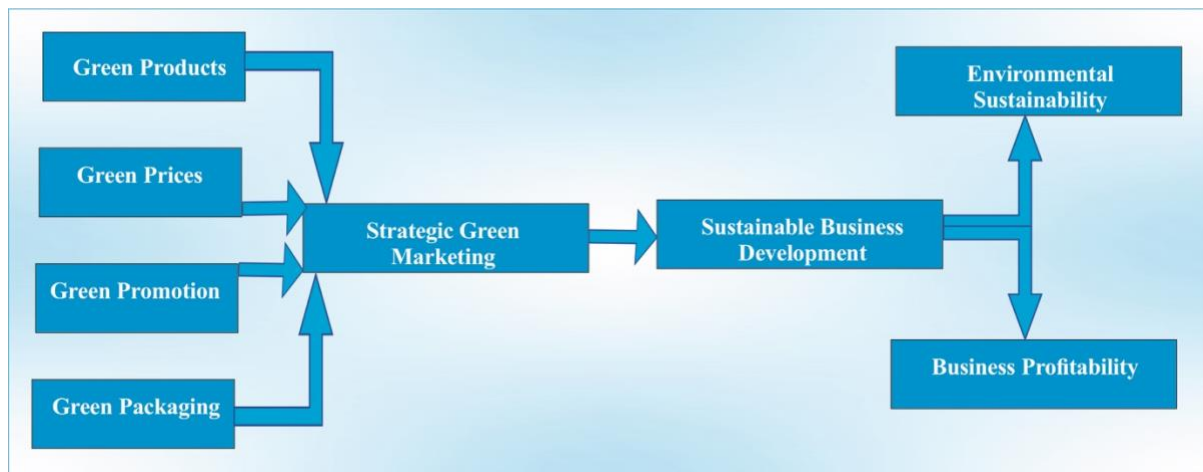 Green Products
Green Prices
Green Promotion
Green Packaging
Strategic Green
Marketing
Sustainable Business
Development
Environmental
Sustainability
Business Profitability